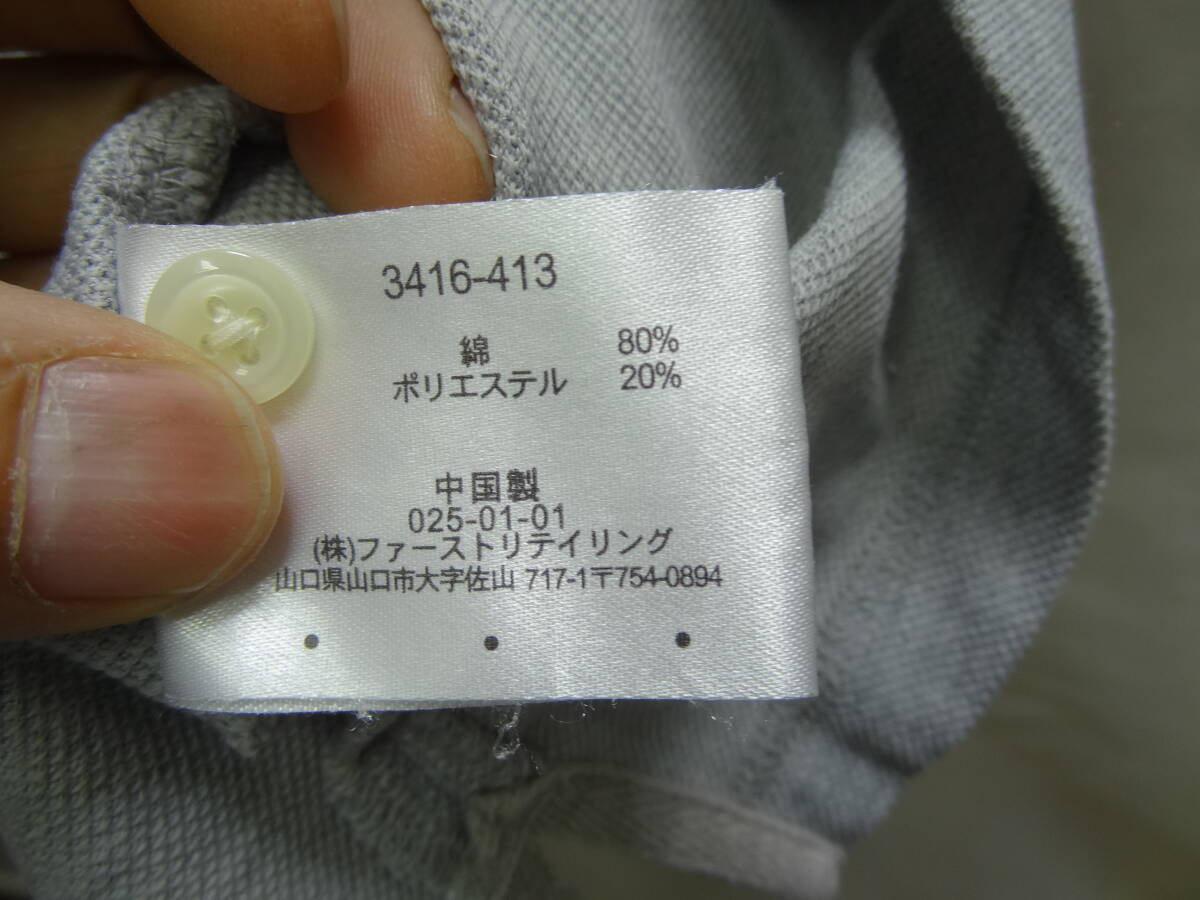 3416-413
綿 80%
ポリエステル 20%
中国製
025-01-01
(株)ファーストリテイリング
山口県山口市大字佐山 717-1〒754-0894